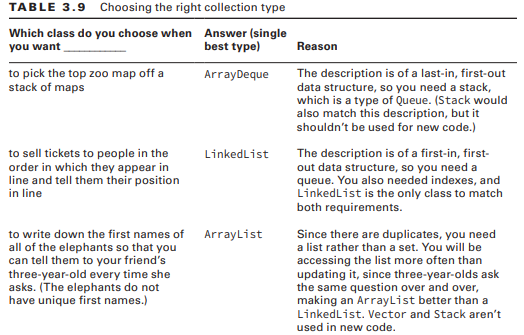 TABLE 3.9 Choosing the right collection type
Which class do you choose when you want ___________ | Answer (single best type) | Reason
to pick the top zoo map off a stack of maps | ArrayDeque | The description is of a last-in, first-out data structure, so you need a stack, which is a type of Queue. (Stack would also match this description, but it shouldn't be used for new code.)
to sell tickets to people in the order in which they appear in line and tell them their position in line | LinkedList | The description is of a first-in, first-out data structure, so you need a queue. You also needed indexes, and LinkedList is the only class to match both requirements.
to write down the first names of all of the elephants so that you can tell them to your friend's three-year-old every time she asks. (The elephants do not have unique first names.) | ArrayList | Since there are duplicates, you need a list rather than a set. You will be accessing the list more often than updating it, since three-year-olds ask the same question over and over, making an ArrayList better than a LinkedList. Vector and Stack aren't used in new code.